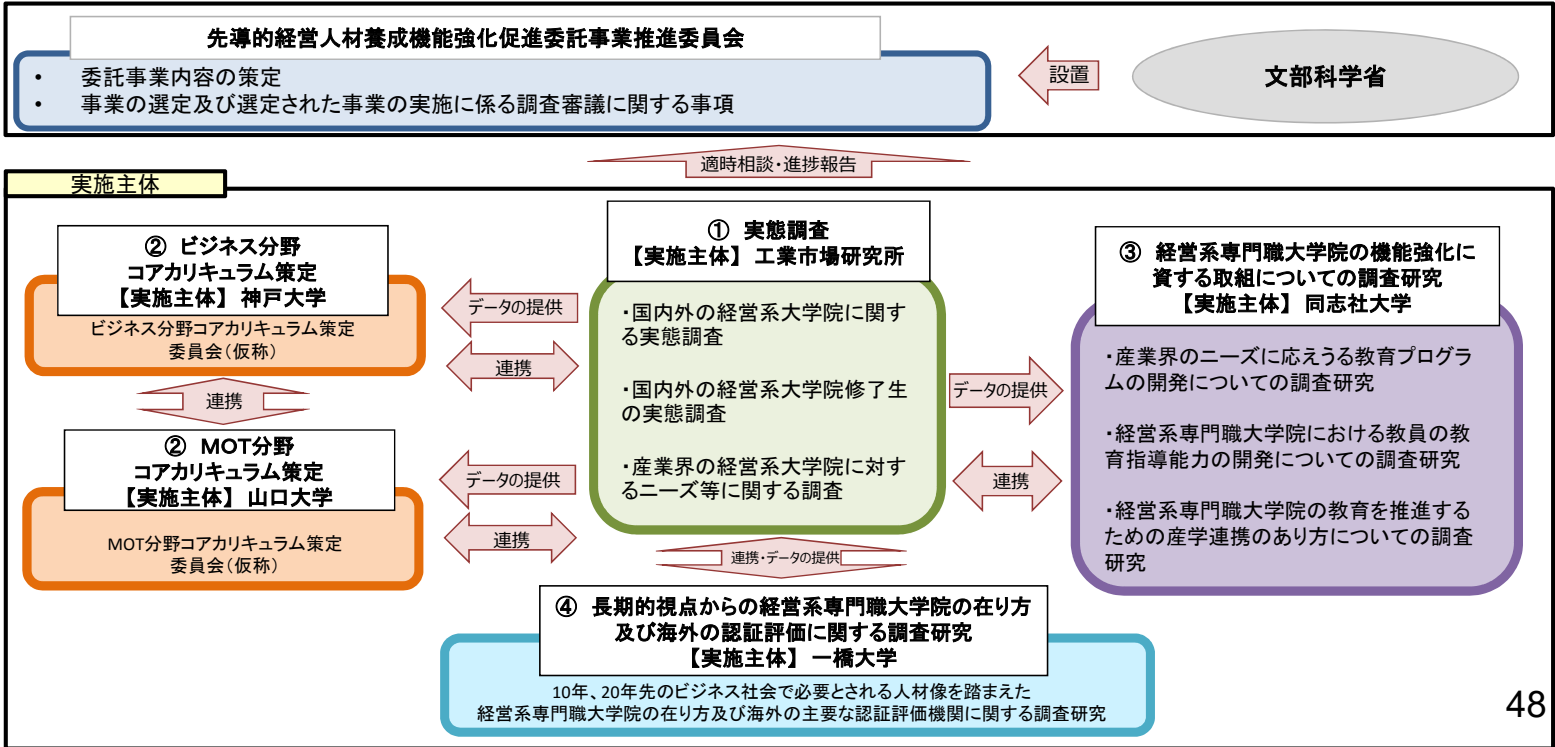 先導的経営人材養成機能強化促進委託事業推進委員会
・ 委託事業内容の策定
・ 事業の選定及び選定された事業の実施に係る調査審議に関する事項
設置
文部科学省
適時相談・進捗報告
実施主体
② ビジネス分野
コアカリキュラム策定
【実施主体】神戸大学
ビジネス分野コアカリキュラム策定
委員会(仮称)
連携
② MOT分野
コアカリキュラム策定
【実施主体】山口大学
MOT分野コアカリキュラム策定
委員会(仮称)
データの提供
連携
データの提供
連携
① 実態調査
【実施主体】工業市場研究所
・国内外の経営系大学院に関す
る実態調査
・国内外の経営系大学院修了生
の実態調査
・産業界の経営系大学院に対す
るニーズ等に関する調査
データの提供
連携
③ 経営系専門職大学院の機能強化に
資する取組についての調査研究
【実施主体】同志社大学
・産業界のニーズに応えうる教育プログラ
ムの開発についての調査研究
・経営系専門職大学院における教員の教
育指導能力の開発についての調査研究
・経営系専門職大学院の教育を推進する
ための産学連携のあり方についての調査
研究
連携・データの提供
④ 長期的視点からの経営系専門職大学院の在り方
及び海外の認証評価に関する調査研究
【実施主体】一橋大学
10年、20年先のビジネス社会で必要とされる人材像を踏まえた
経営系専門職大学院の在り方及び海外の主要な認証評価機関に関する調査研究
48